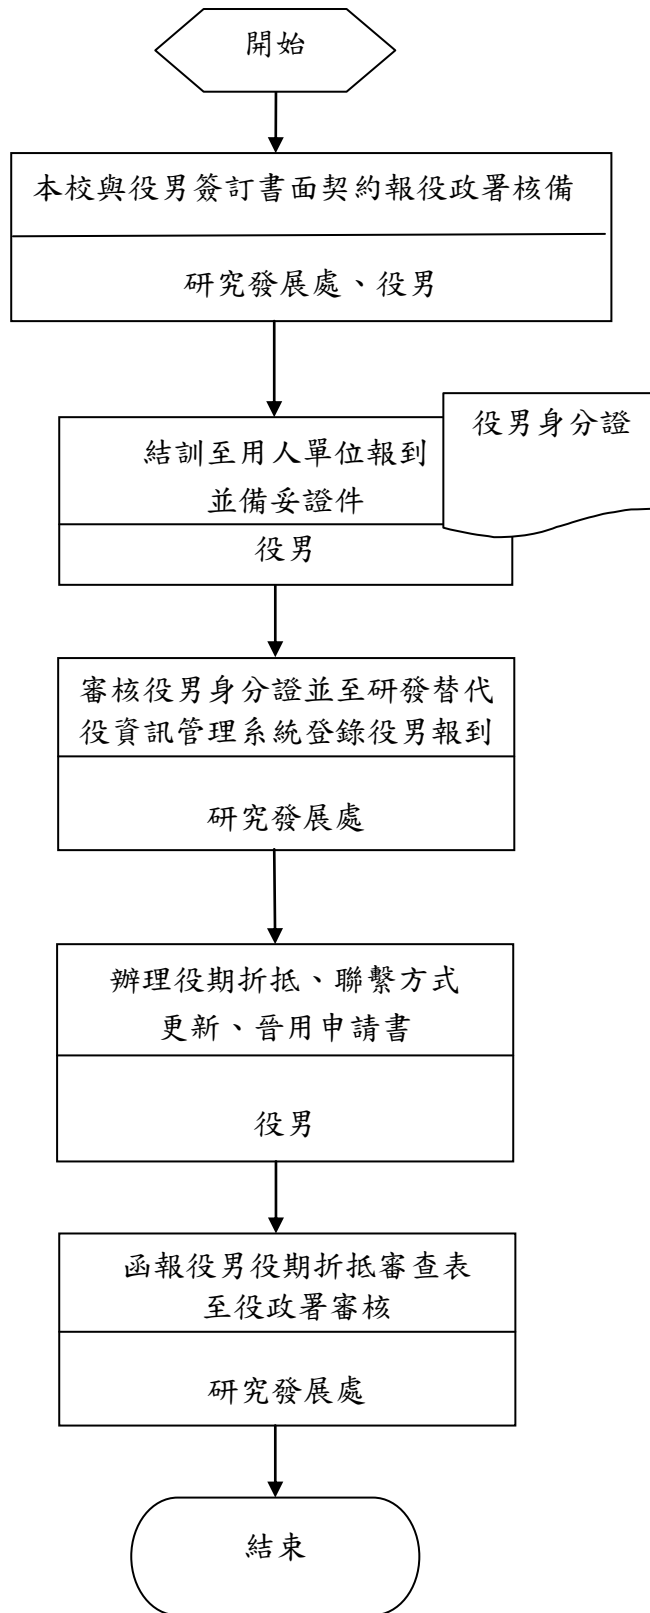 開始
本校與役男簽訂書面契約報役政署核備
研究發展處、役男
役男身分證
結訓至用人單位報到
並備妥證件
役男
審核役男身分證並至研發替代
役資訊管理系統登錄役男報到
研究發展處
辦理役期折抵、聯繫方式
更新、晉用申請書
役男
函報役男役期折抵審查表
至役政署審核
研究發展處
結束